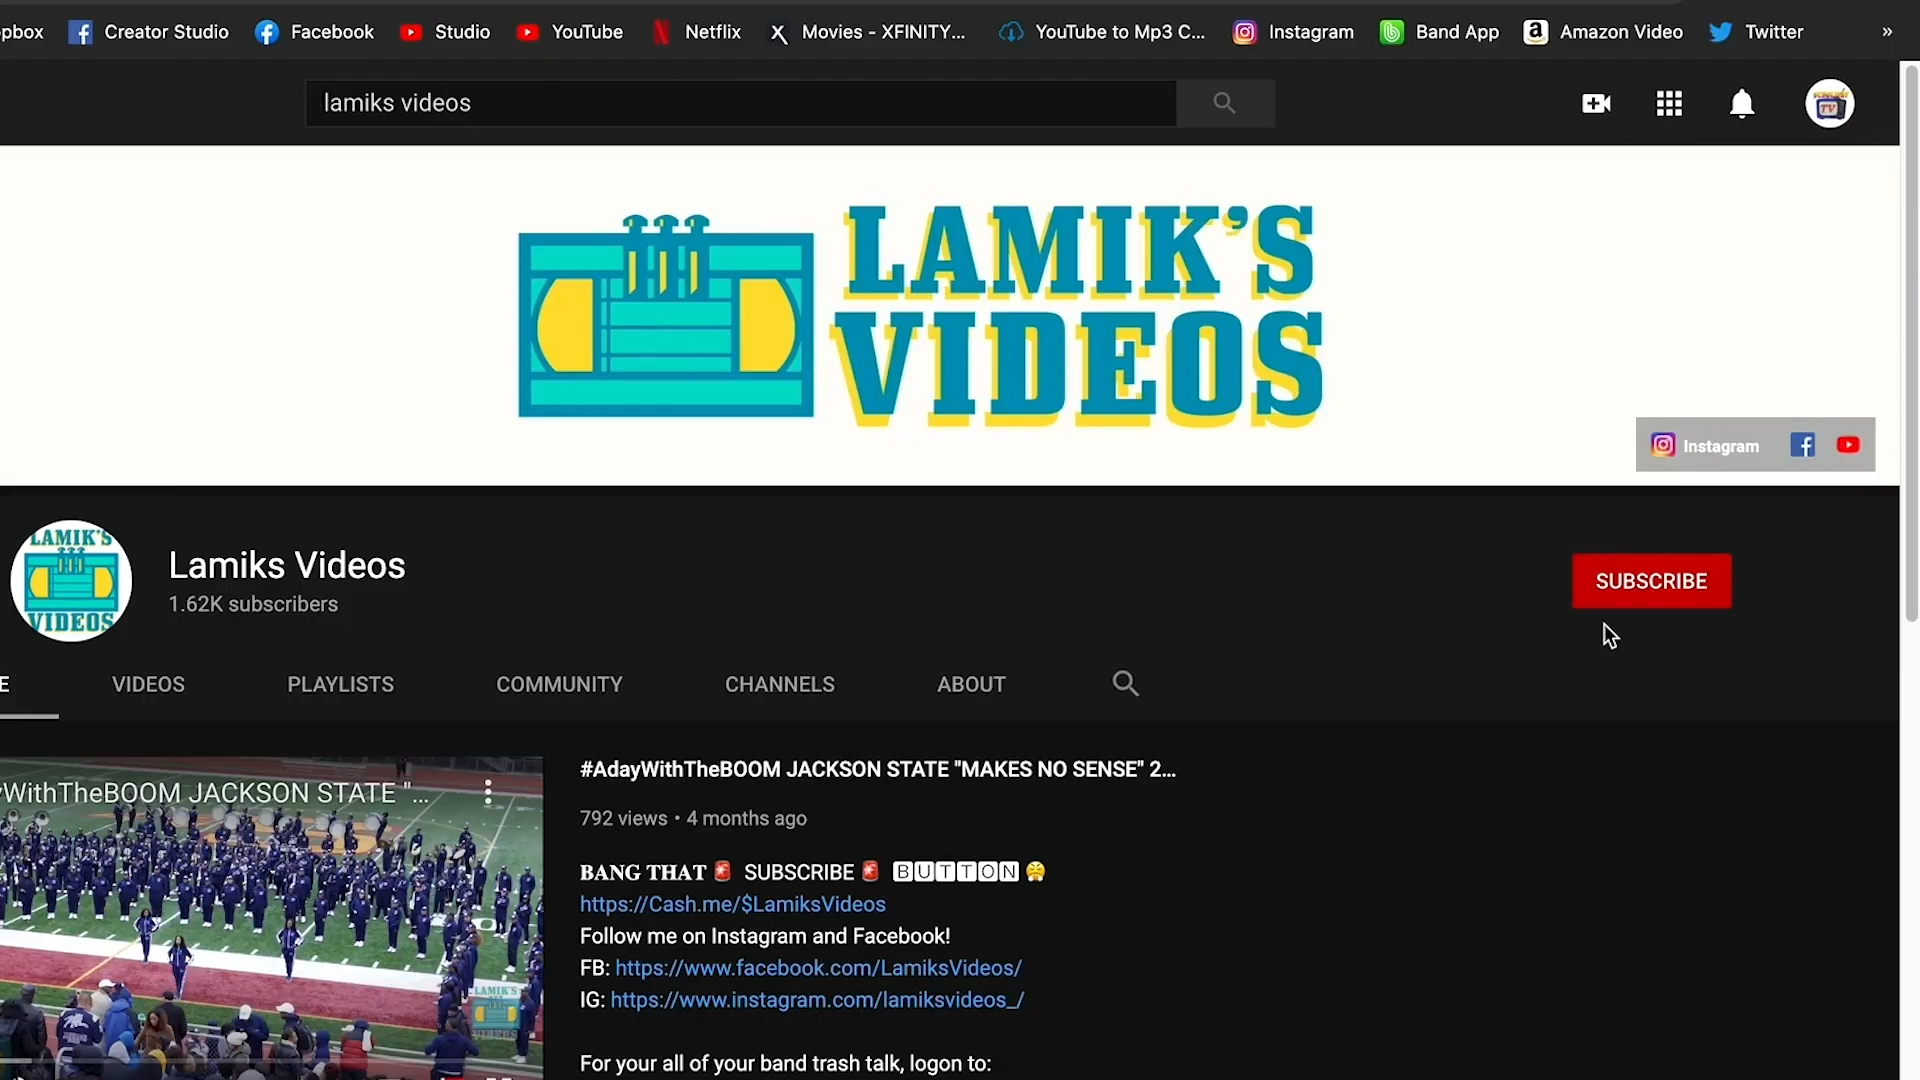 pbox Creator Studio Facebook Studio YouTube Netflix Movies - XFINITY... YouTube to Mp3 C... Instagram Band App Amazon Video Twitter »
lamiks videos
TV
LAMIK'S
VIDEOS
Instagram
LAMIK'S
VIDEOS
Lamiks Videos
1.62K subscribers
SUBSCRIBE
E VIDEOS PLAYLISTS COMMUNITY CHANNELS ABOUT
yWithTheBOOM JACKSON STATE "...
LAMIK'S
VIDEOS
#AdayWithTheBOOM JACKSON STATE "MAKES NO SENSE" 2...
792 views • 4 months ago
𝐁𝐀𝐍𝐆 𝐓𝐇𝐀𝐓🚨 SUBSCRIBE🚨 🄱🅄🅃🅃🄾🄽😤
https://Cash.me/$LamiksVideos
Follow me on Instagram and Facebook!
FB: https://www.facebook.com/LamiksVideos/
IG: https://www.instagram.com/lamiksvideos_/
For your all of your band trash talk, logon to: